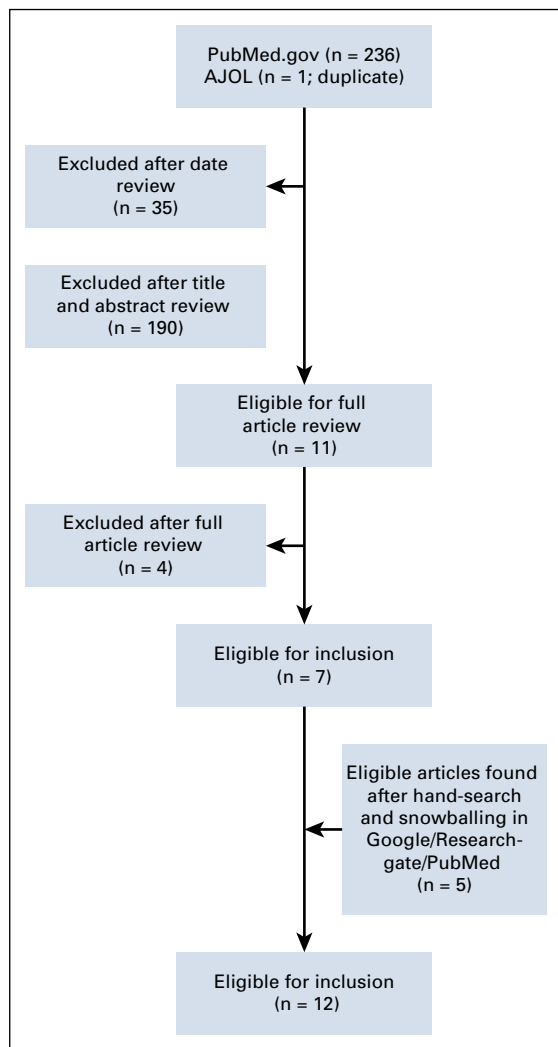 PubMed.gov (n = 236)
AJOL (n = 1; duplicate)
Excluded after date
review
(n = 35)
Excluded after title
and abstract review
(n = 190)
Eligible for full
article review
(n = 11)
Excluded after full
article review
(n = 4)
Eligible for inclusion
(n = 7)
Eligible articles found
after hand-search
and snowballing in
Google/Research-
gate/PubMed
(n = 5)
Eligible for inclusion
(n = 12)